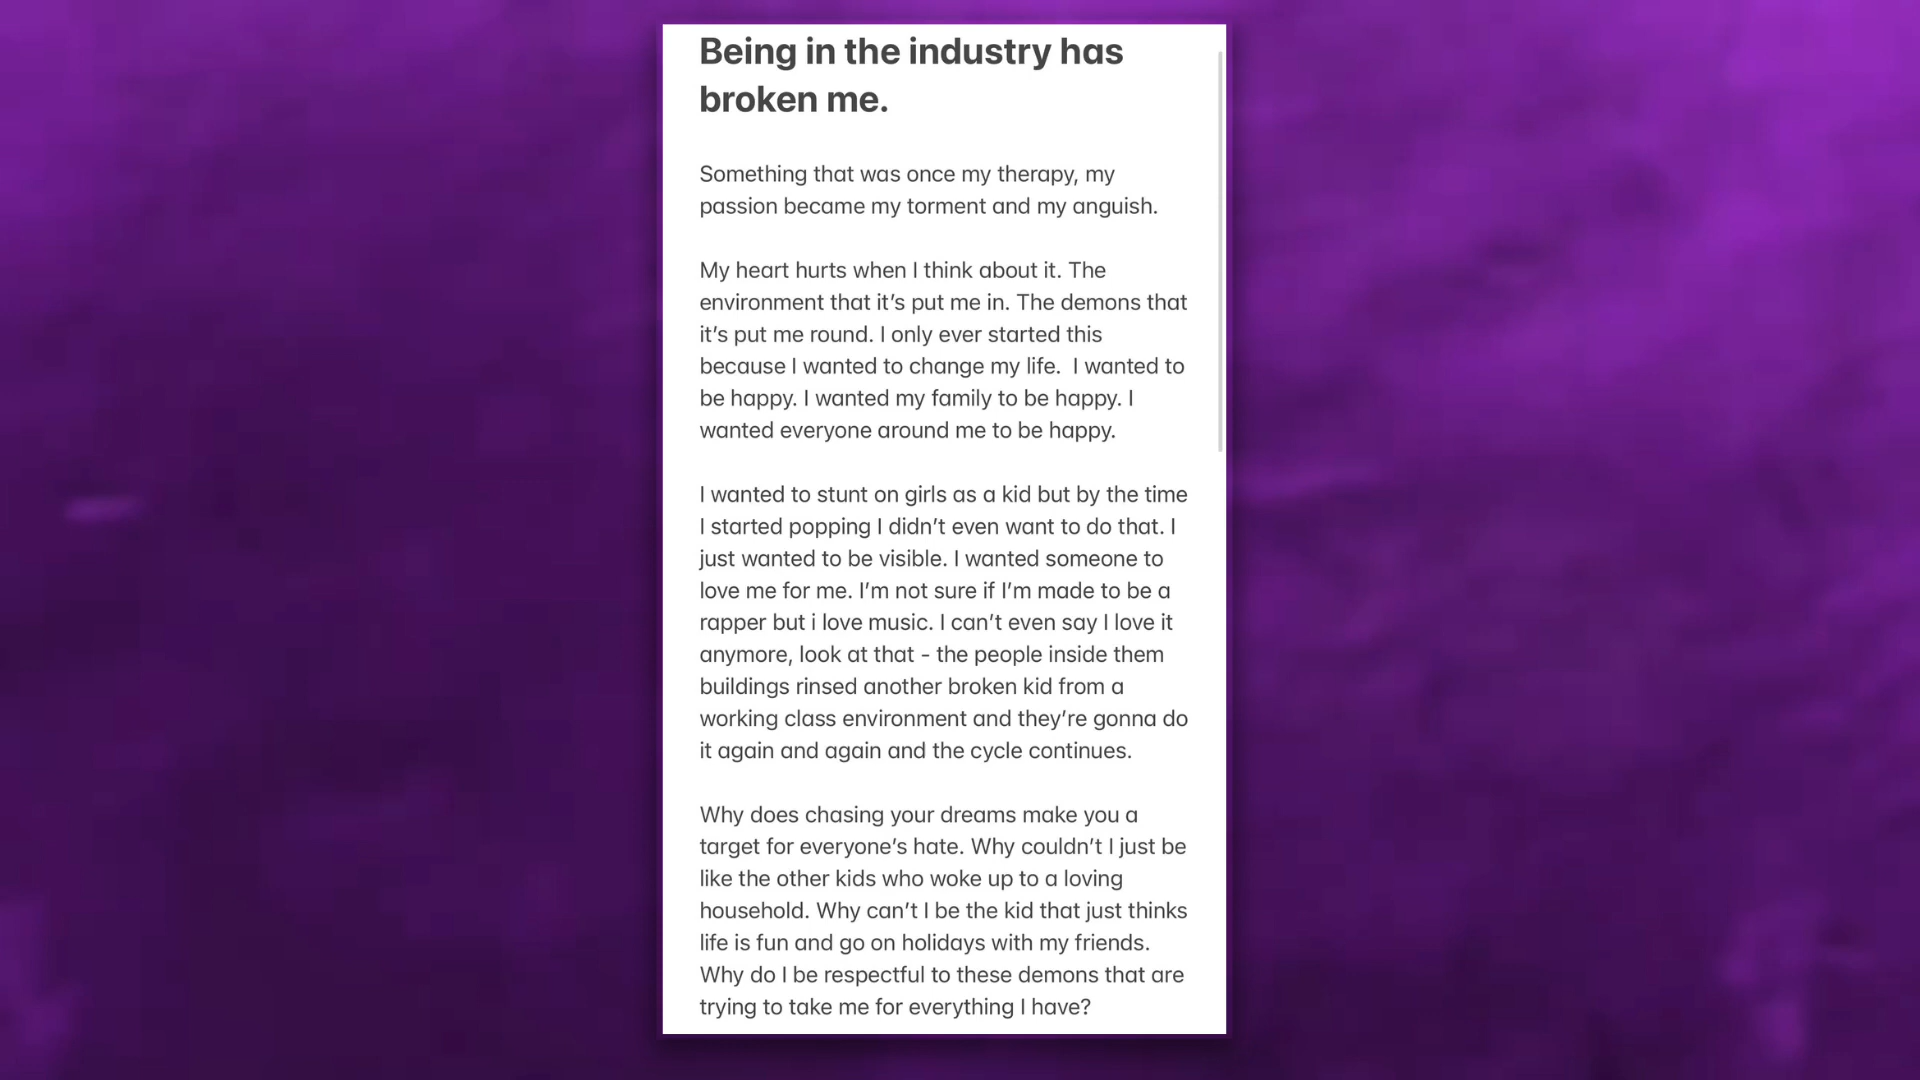 Being in the industry has
broken me.
Something that was once my therapy, my
passion became my torment and my anguish.
My heart hurts when I think about it. The
environment that it’s put me in. The demons that
it’s put me round. I only ever started this
because I wanted to change my life.  I wanted to
be happy. I wanted my family to be happy. I
wanted everyone around me to be happy.
I wanted to stunt on girls as a kid but by the time
I started popping I didn’t even want to do that. I
just wanted to be visible. I wanted someone to
love me for me. I’m not sure if I’m made to be a
rapper but i love music. I can’t even say I love it
anymore, look at that - the people inside them
buildings rinsed another broken kid from a
working class environment and they’re gonna do
it again and again and the cycle continues.
Why does chasing your dreams make you a
target for everyone’s hate. Why couldn’t I just be
like the other kids who woke up to a loving
household. Why can’t I be the kid that just thinks
life is fun and go on holidays with my friends.
Why do I be respectful to these demons that are
trying to take me for everything I have?